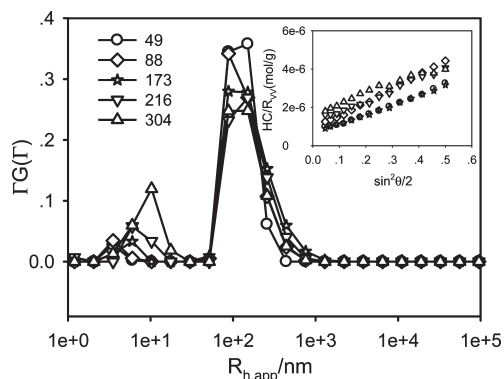 .4
.3
.2
.1
0.0
ΓG(Γ)
49
88
173
216
304
1e+0
1e+1
1e+2
1e+3
1e+4
1e+5
R h,app /nm
6e-6
4e-6
2e-6
0
HC/R VV (mol/g)
0.0
.1
.2
.3
.4
.5
.6
sin²θ/2